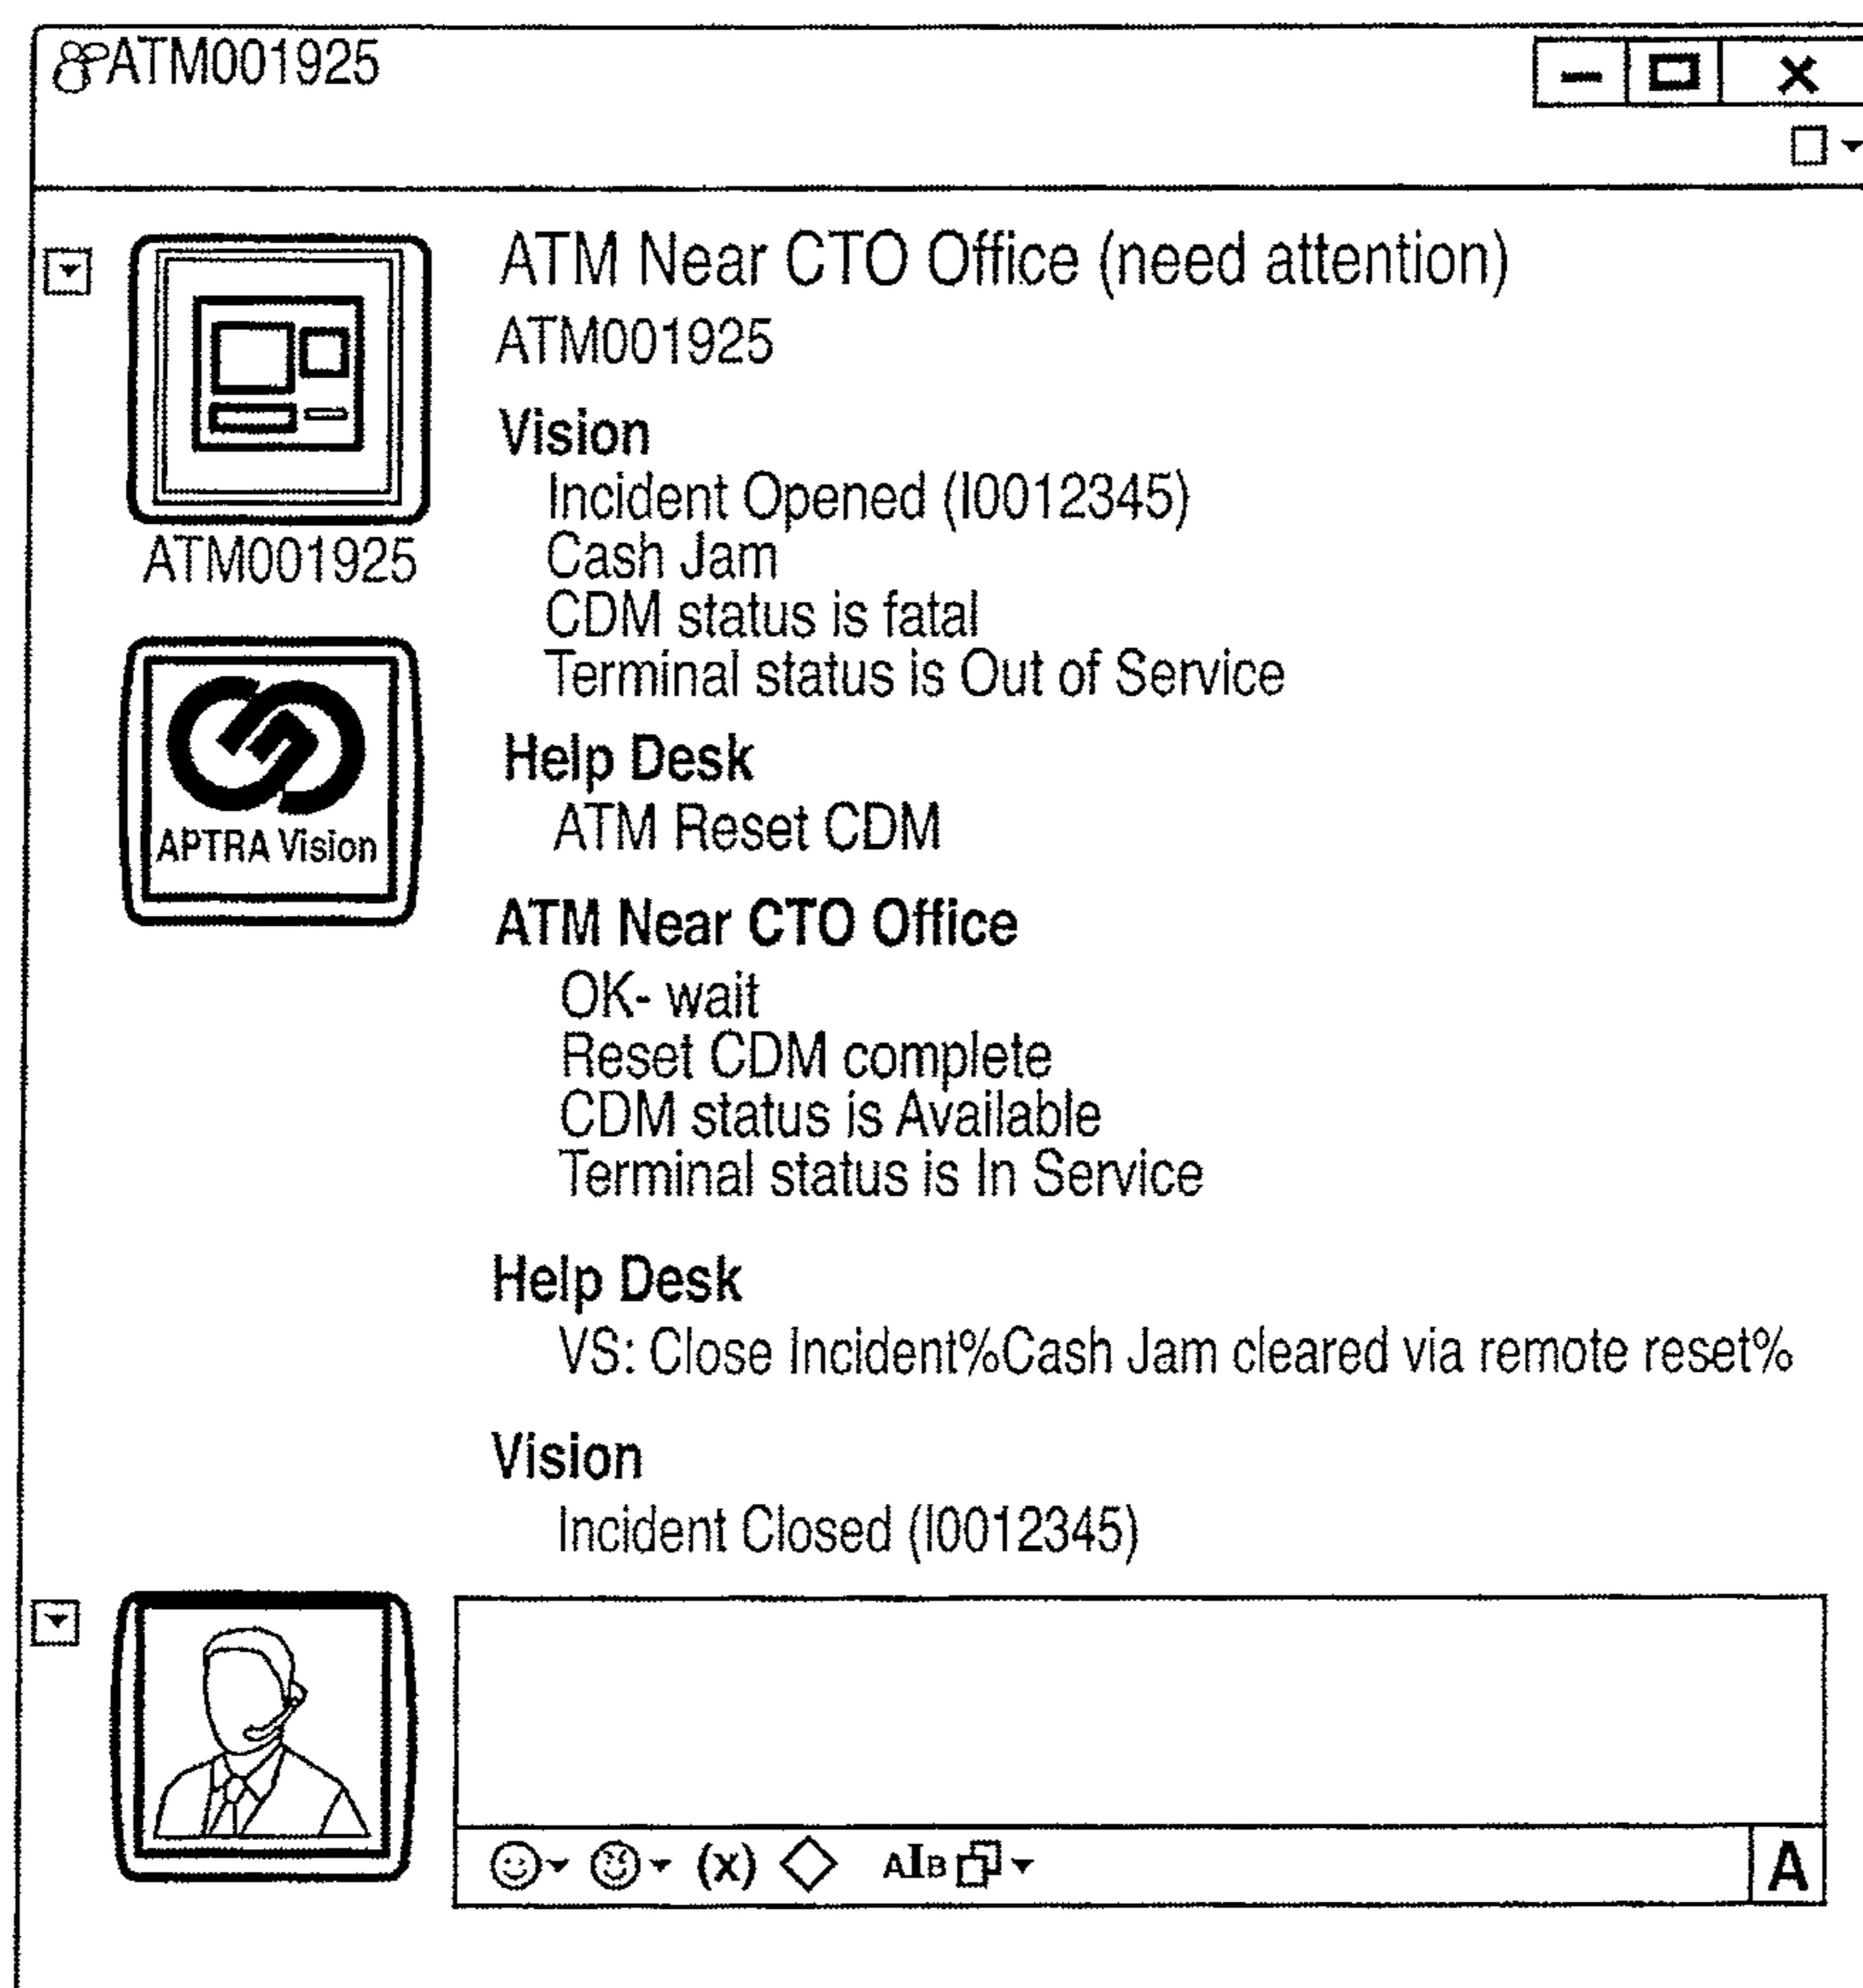 ATM001925
ATM Near CTO Office (need attention)
ATM001925
ATM001925
APTRA Vision
Vision
Incident Opened (I0012345)
Cash Jam
CDM status is fatal
Terminal status is Out of Service
Help Desk
ATM Reset CDM
ATM Near CTO Office
OK- wait
Reset CDM complete
CDM status is Available
Terminal status is In Service
Help Desk
VS: Close Incident%Cash Jam cleared via remote reset%
Vision
Incident Closed (I0012345)
(x)
AIB
A